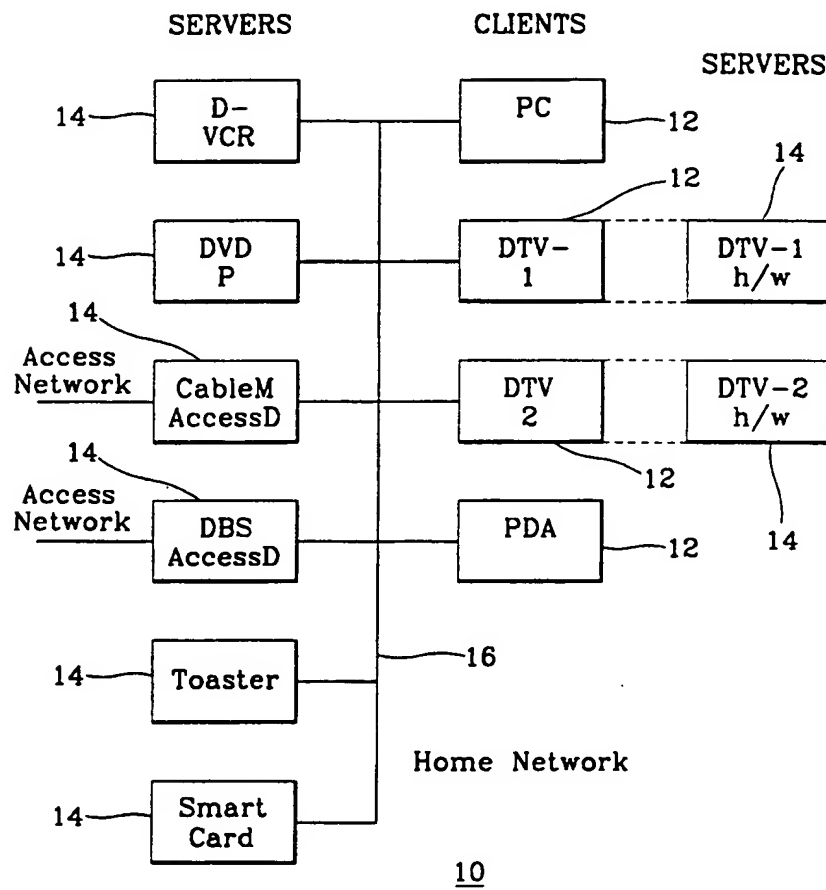 SERVERS
CLIENTS
SERVERS
14
D-
VCR
PC
12
14
12
14
DVD
P
DTV-
1
DTV-1
h/w
14
Access
Network
CableM
AccessD
DTV
2
DTV-2
h/w
14
12
Access
Network
DBS
AccessD
PDA
12
14
16
14
Toaster
Home Network
14
Smart
Card
10